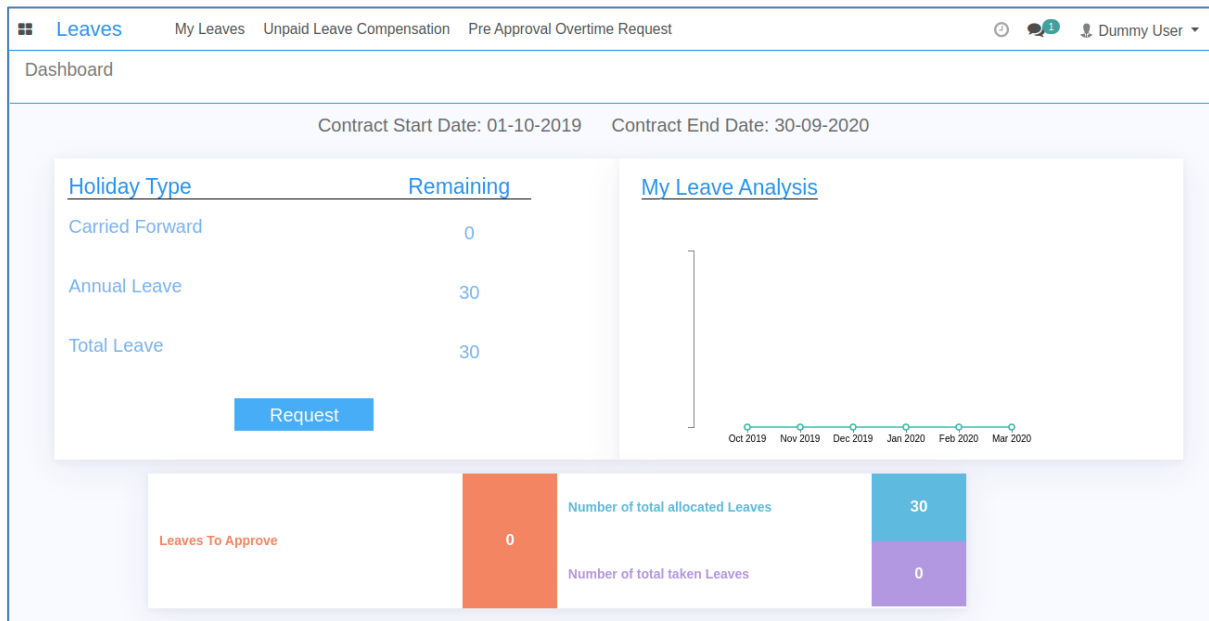 Leaves My Leaves Unpaid Leave Compensation Pre Approval Overtime Request 1 Dummy User
Dashboard
Contract Start Date: 01-10-2019 Contract End Date: 30-09-2020
Holiday Type Remaining
Carried Forward 0
Annual Leave 30
Total Leave 30
Request
My Leave Analysis
Oct 2019 Nov 2019 Dec 2019 Jan 2020 Feb 2020 Mar 2020
Leaves To Approve 0
Number of total allocated Leaves 30
Number of total taken Leaves 0